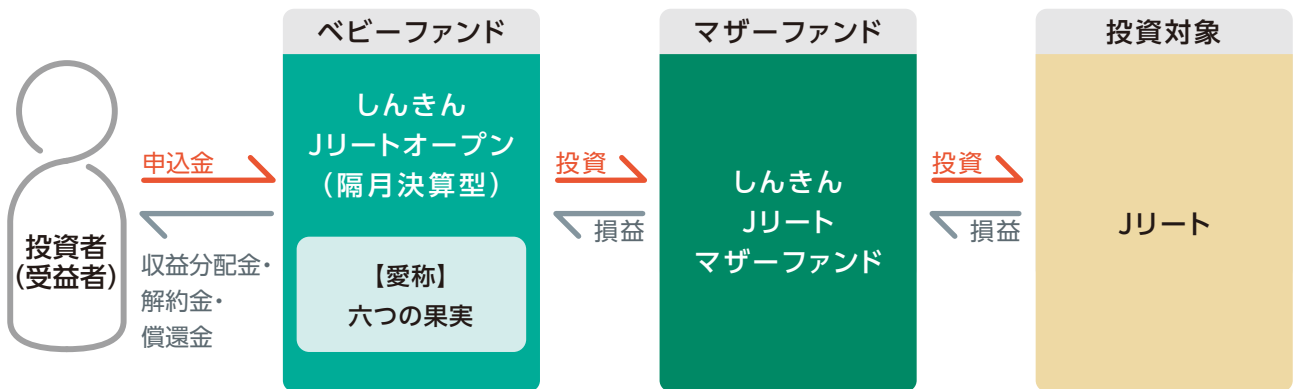 ベビーファンド
マザーファンド
投資対象
投資者
(受益者)
申込金
収益分配金・
解約金・
償還金
しんきん
Jリートオープン
（隔月決算型）
【愛称】
六つの果実
投資
損益
しんきん
Jリート
マザーファンド
投資
損益
Jリート